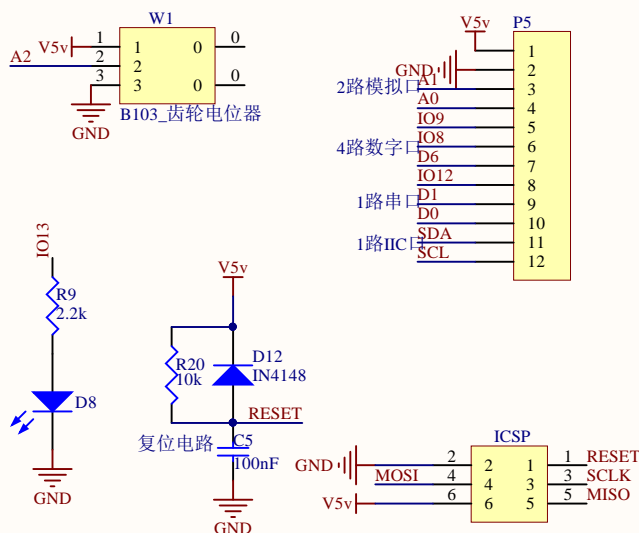 W1
V5v 1 1 0 0
A2 2 2
3 3 0 0
GND
B103_齿轮电位器
V5v P5
1
GND 2
2路模拟口 A1 3
A0 4
IO9 5
4路数字口 IO8 6
D6 7
IO12 8
1路串口 D1 9
D0 10
1路IIC口 SDA 11
SCL 12
IO13
R9
2.2k
D8
GND
V5v
R20
10k
D12
IN4148
RESET
复位电路 C5
100nF
GND
ICSP
GND 2 2 1 1 RESET
MOSI 4 4 3 3 SCLK
V5v 6 6 5 5 MISO